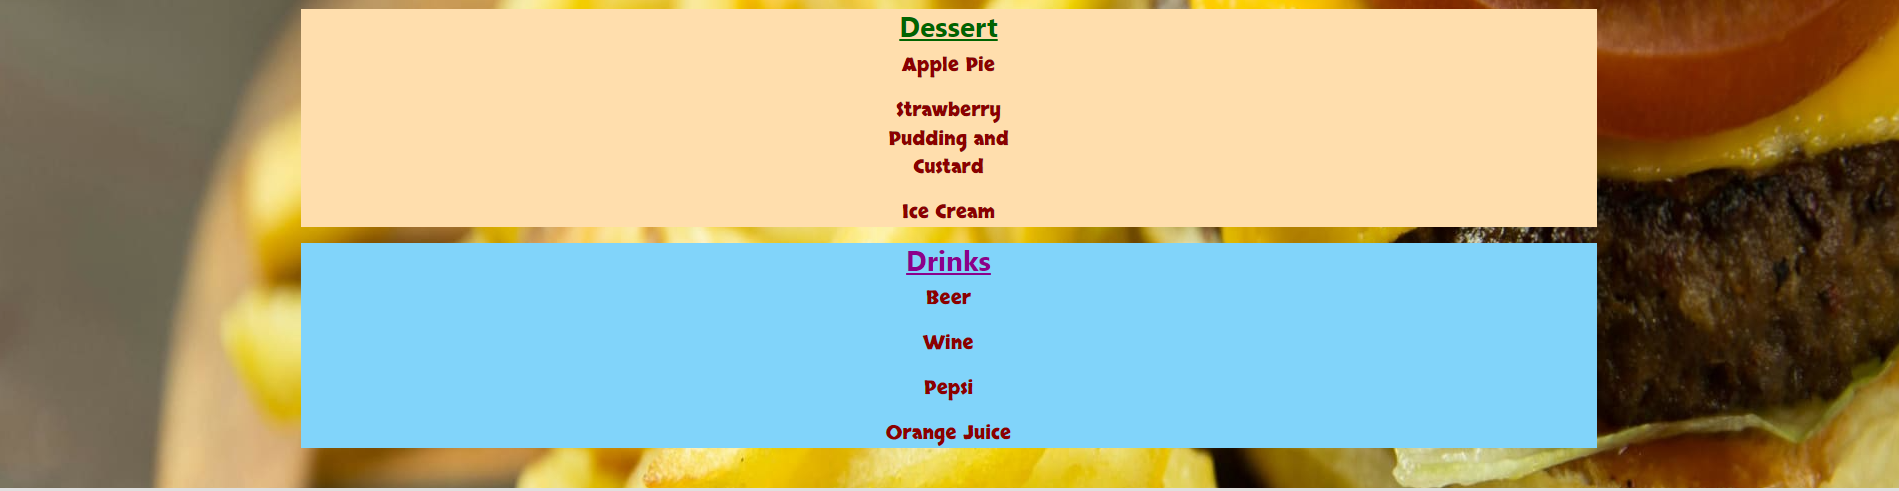 Dessert
Apple Pie
Strawberry
Pudding and
Custard
Ice Cream
Drinks
Beer
Wine
Pepsi
Orange Juice